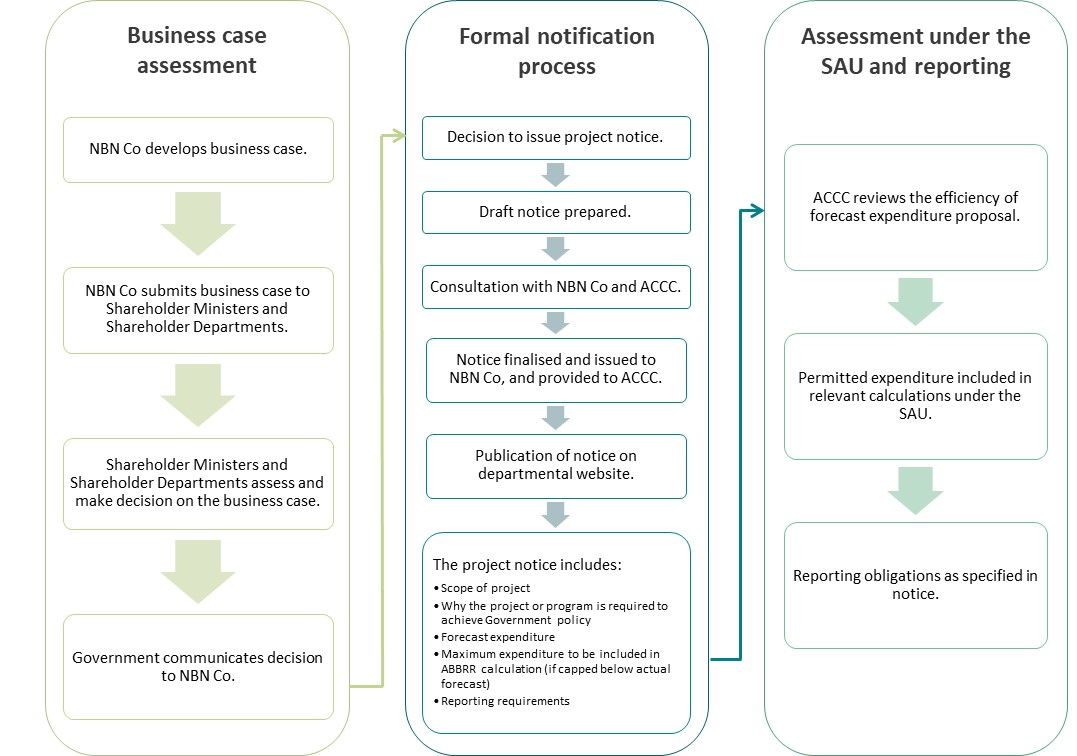 Business case
assessment
NBN Co develops business case.
NBN Co submits business case to
Shareholder Ministers and
Shareholder Departments.
Shareholder Ministers and
Shareholder Departments assess and
make decision on the business case.
Government communicates decision
to NBN Co.
Formal notification
process
Decision to issue project notice.
Draft notice prepared.
Consultation with NBN Co and ACCC.
Notice finalised and issued to
NBN Co, and provided to ACCC.
Publication of notice on
departmental website.
The project notice includes:
• Scope of project
• Why the project or program is required to
achieve Government policy
• Forecast expenditure
• Maximum expenditure to be included in
ABBRR calculation (if capped below actual
forecast)
• Reporting requirements
Assessment under the
SAU and reporting
ACCC reviews the efficiency of
forecast expenditure proposal.
Permitted expenditure included in
relevant calculations under the
SAU.
Reporting obligations as specified in
notice.